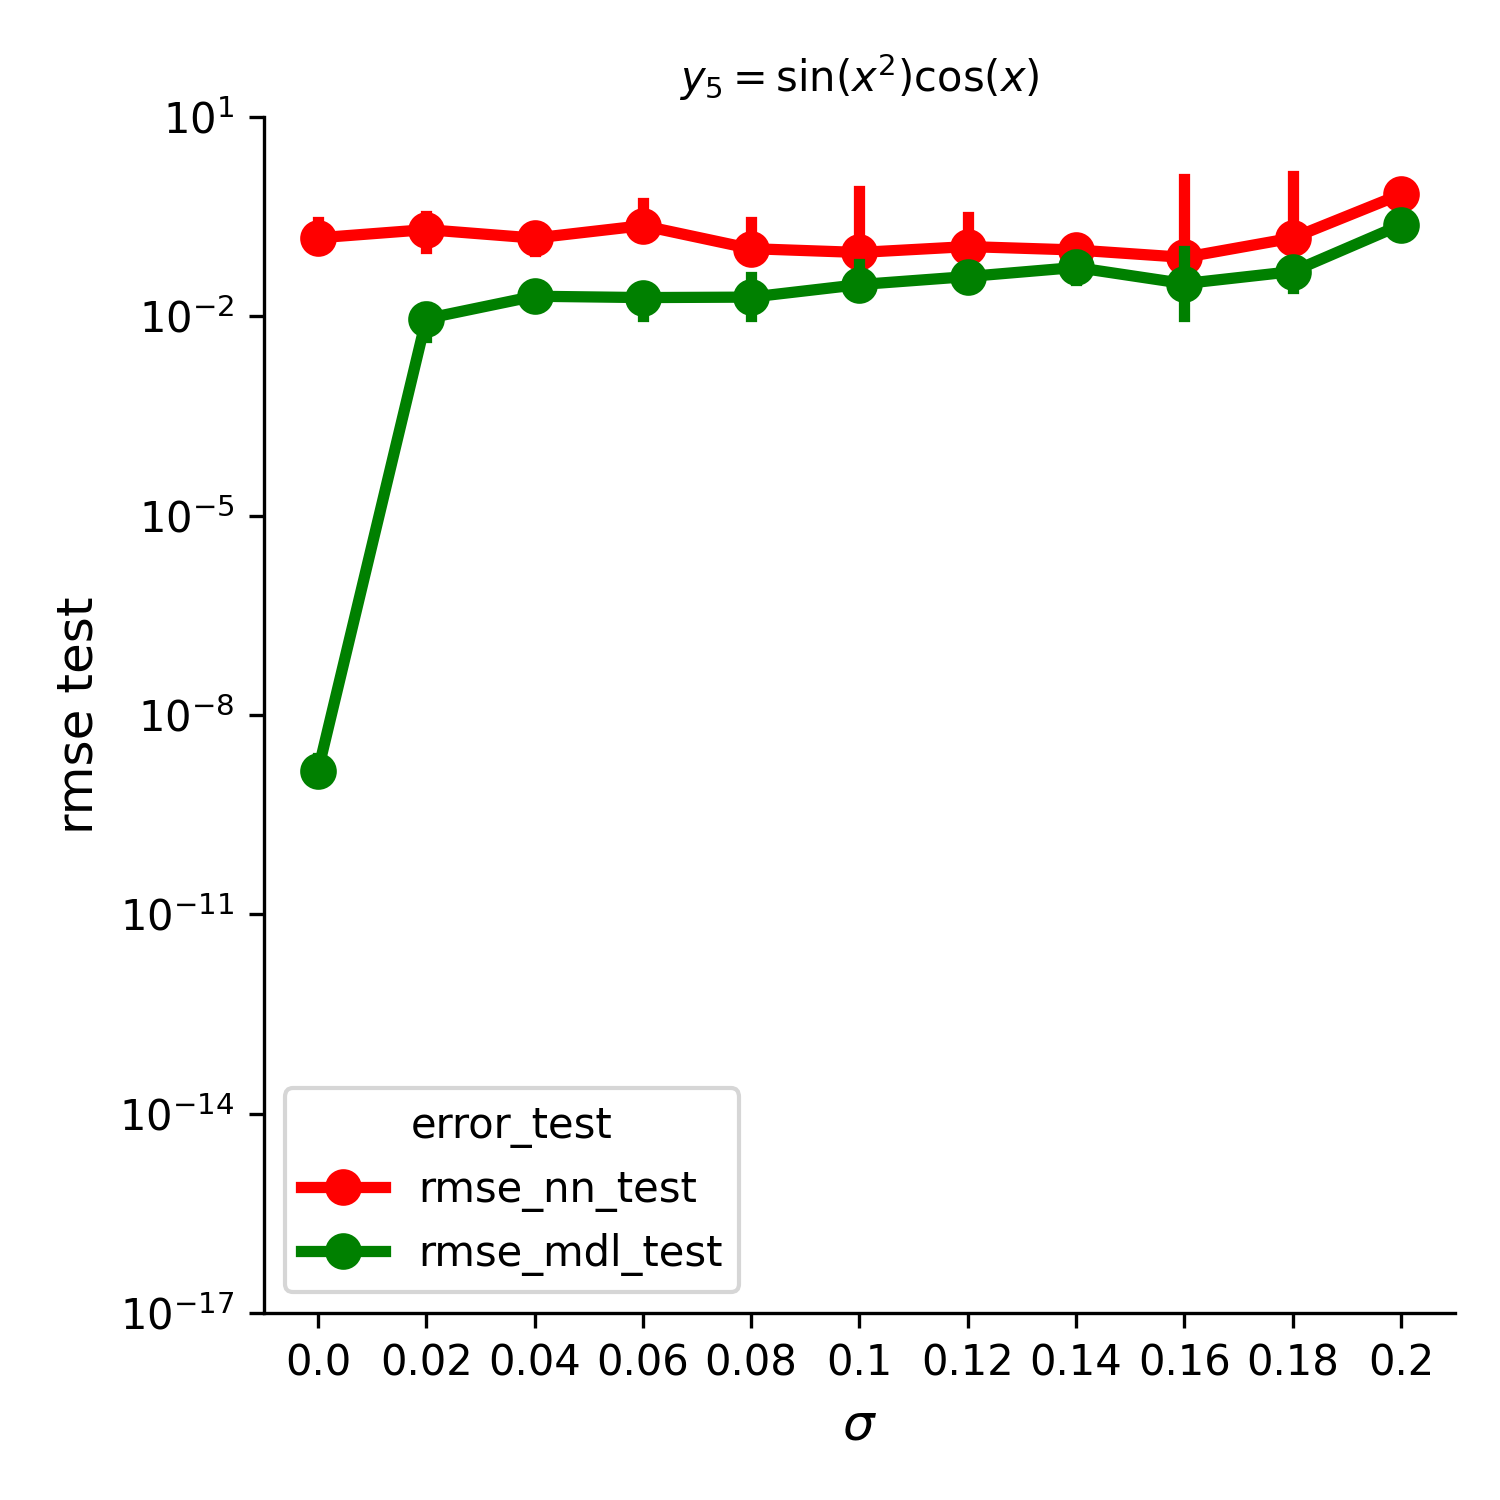 y₅ = sin(x²)cos(x)
10¹
10⁻²
10⁻⁵
10⁻⁸
10⁻¹¹
10⁻¹⁴
10⁻¹⁷
rmse test
error_test
rmse_nn_test
rmse_mdl_test
0.0 0.02 0.04 0.06 0.08 0.1 0.12 0.14 0.16 0.18 0.2
σ